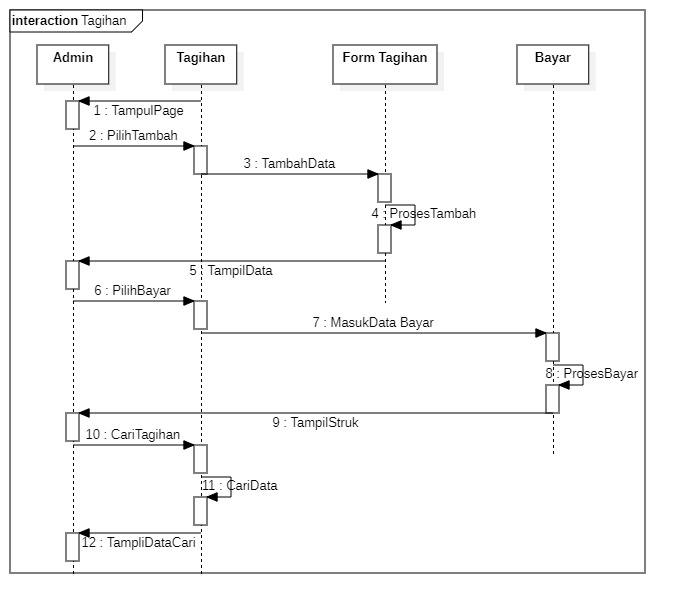 interaction Tagihan
Admin
Tagihan
Form Tagihan
Bayar
1 : TampulPage
2 : PilihTambah
3 : TambahData
4 : ProsesTambah
5 : TampilData
6 : PilihBayar
7 : MasukData Bayar
8 : ProsesBayar
9 : TampilStruk
10 : CariTagihan
11 : CariData
12 : TampliDataCari